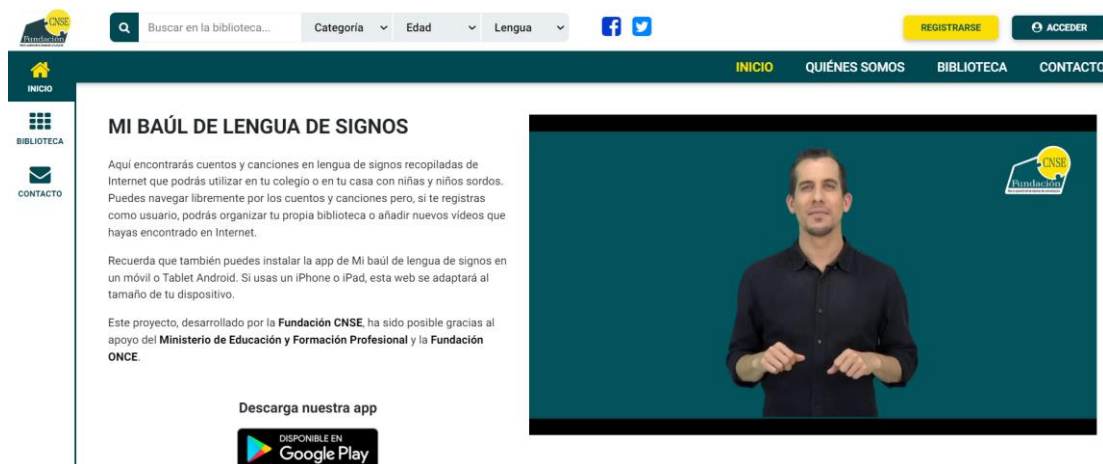 CNSE
Fundación
Buscar en la biblioteca...
Categoría
Edad
Lengua
REGISTRARSE
ACCEDER
INICIO
QUIÉNES SOMOS
BIBLIOTECA
CONTACTO
INICIO
BIBLIOTECA
CONTACTO
MI BAÚL DE LENGUA DE SIGNOS
Aquí encontrarás cuentos y canciones en lengua de signos recopiladas de
Internet que podrás utilizar en tu colegio o en tu casa con niñas y niños sordos.
Puedes navegar libremente por los cuentos y canciones pero, si te registras
como usuario, podrás organizar tu propia biblioteca o añadir nuevos vídeos que
hayas encontrado en Internet.
Recuerda que también puedes instalar la app de Mi baúl de lengua de signos en
un móvil o Tablet Android. Si usas un iPhone o iPad, esta web se adaptará al
tamaño de tu dispositivo.
Este proyecto, desarrollado por la Fundación CNSE, ha sido posible gracias al
apoyo del Ministerio de Educación y Formación Profesional y la Fundación
ONCE.
Descarga nuestra app
DISPONIBLE EN
Google Play
CNSE
Fundación